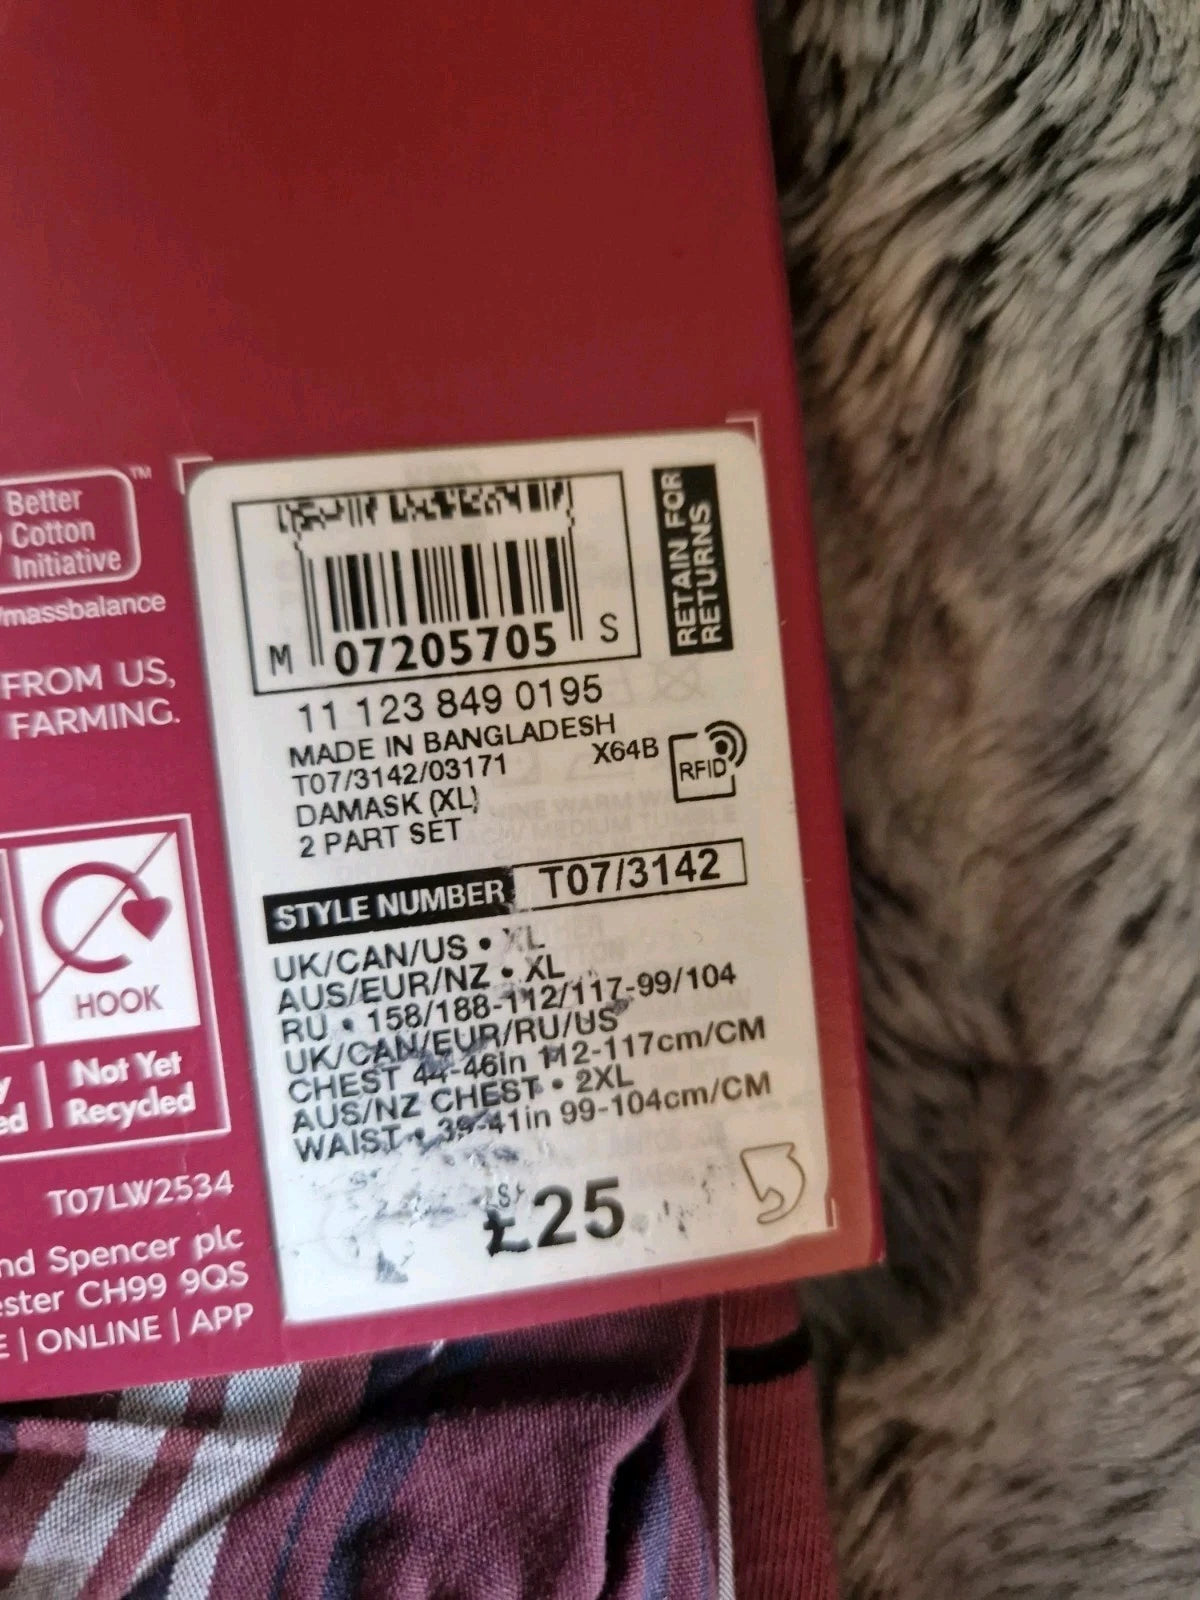 Better
Cotton
Initiative
TM
/massbalance
FROM US,
FARMING.
HOOK
Not Yet
Recycled
T07LW2534
Spencer plc
CH99 9QS
| ONLINE | APP
RETAIN FOR
RETURNS
M 07205705 S
11 123 849 0195
MADE IN BANGLADESH
T07/3142/03171 X64B
RFID
DAMASK (XL)
2 PART SET
STYLE NUMBER T07/3142
UK/CAN/US • XL
AUS/EUR/NZ • XL
RU • 158/188-112/117-99/104
UK/CAN/EUR/RU/US
CHEST 44-46in 112-117cm/CM
AUS/NZ CHEST • 2XL
WAIST • 39-41in 99-104cm/CM
S
£25